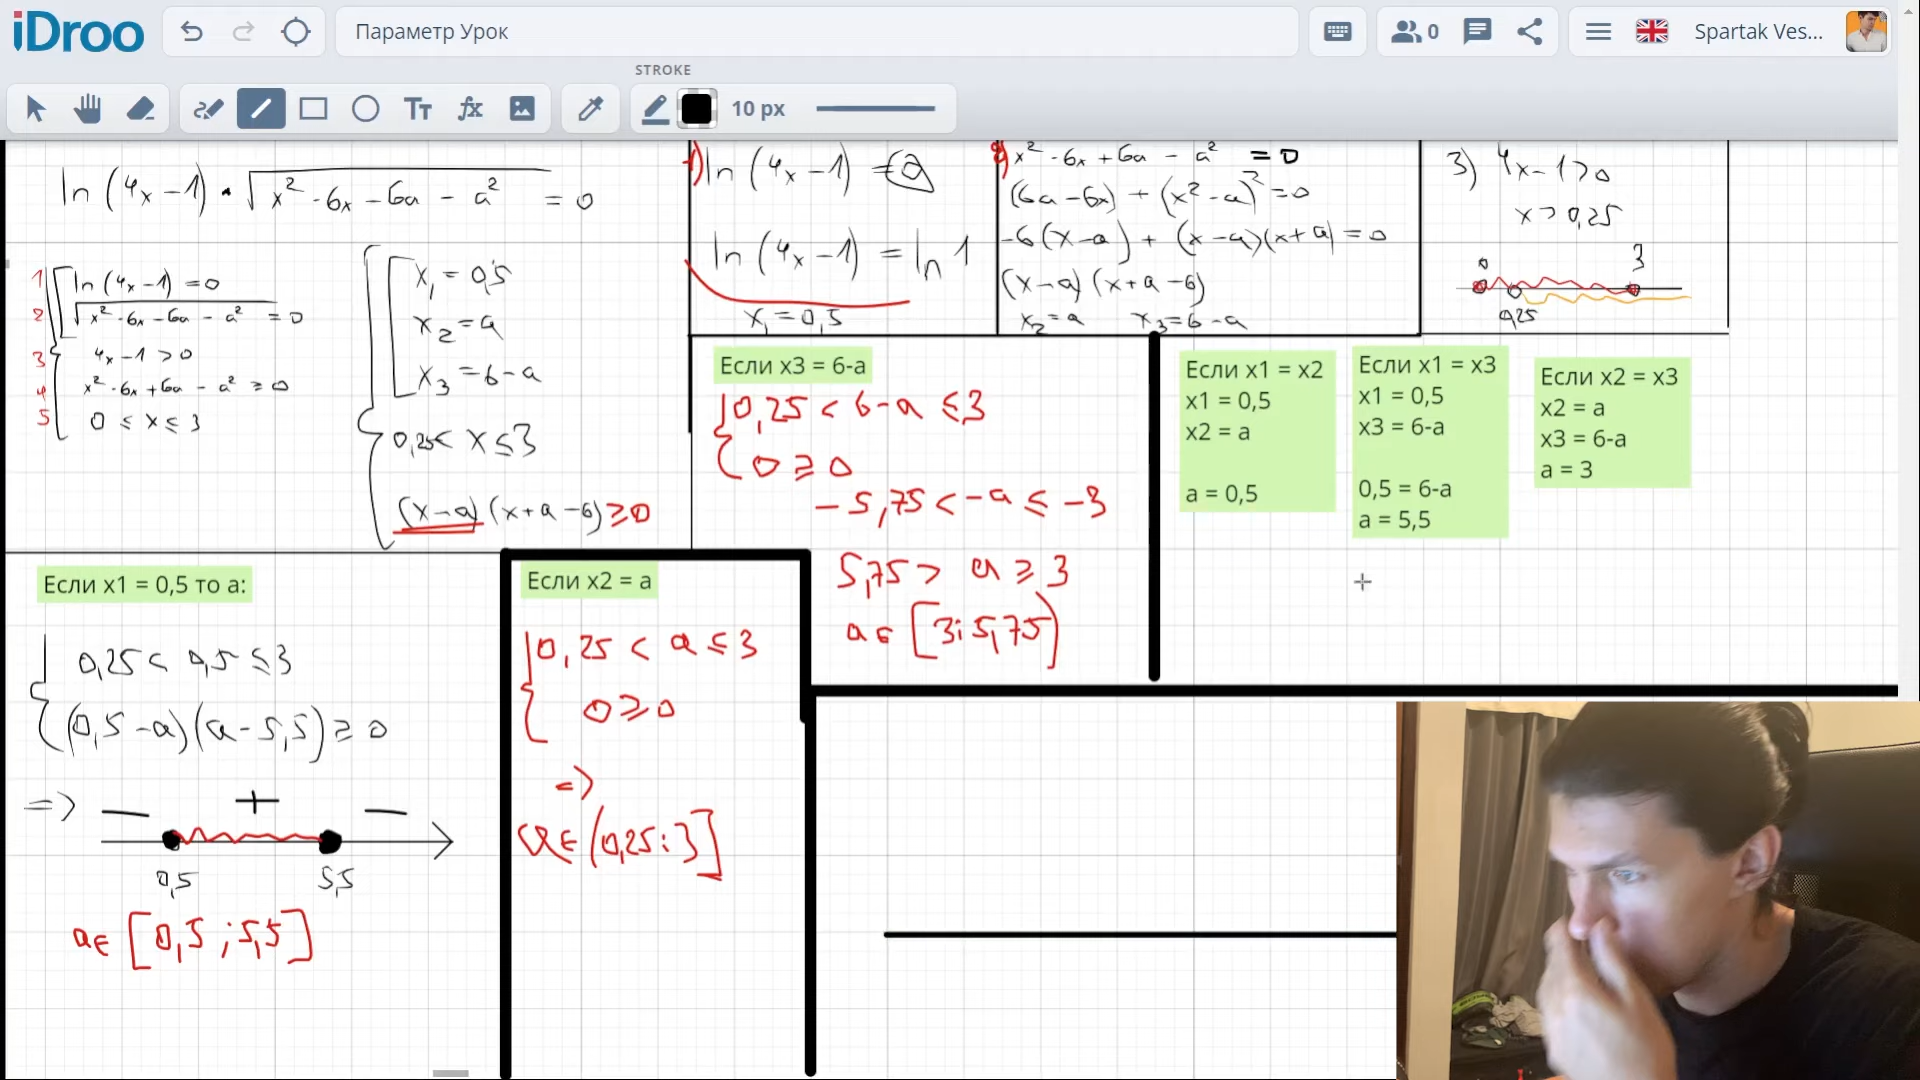 iDroo
Параметр Урок
0
Spartak Ves...
STROKE
Tт
fx
10 px
ln (4x-1) · √x² -6x -6a - a² = 0
1 ln (4x-1) = 0
2 √x² -6x -6a - a² = 0
3 4x-1 > 0
4 x² -6x +6a - a² ≥ 0
5 0 ≤ x ≤ 3
x₁ = 0,5
x₂ = a
x₃ = 6-a
0,25 < x ≤ 3
(x-a) (x+a-6) ≥ 0
1) ln (4x-1) =
ln (4x-1) = ln 1
x₁ = 0,5
2) x² -6x +6a - a² = 0
(6a-6x) + (x²-a)² = 0
-6(x-a) + (x-a)(x+a) = 0
(x-a) (x+a-6)
x₂=a x₃=6-a
3) 4x-1 > 0
x > 0,25
0 3
0,25
Если x3 = 6-a
0,25 < 6-a ≤ 3
0 ≥ 0
-5,75 < -a ≤ -3
5,75 > a ≥ 3
a ∈ [3; 5,75)
Если x1 = x2
x1 = 0,5
x2 = a
a = 0,5
Если x1 = x3
x1 = 0,5
x3 = 6-a
0,5 = 6-a
a = 5,5
Если x2 = x3
x2 = a
x3 = 6-a
a = 3
Если x1 = 0,5 то a:
0,25 < 0,5 ≤ 3
(0,5-a)(a-5,5) ≥ 0
=> — + —
0,5 5,5
a∈ [0,5 ; 5,5]
Если x2 = a
0,25 < a ≤ 3
0 ≥ 0
=>
a∈ (0,25; 3]